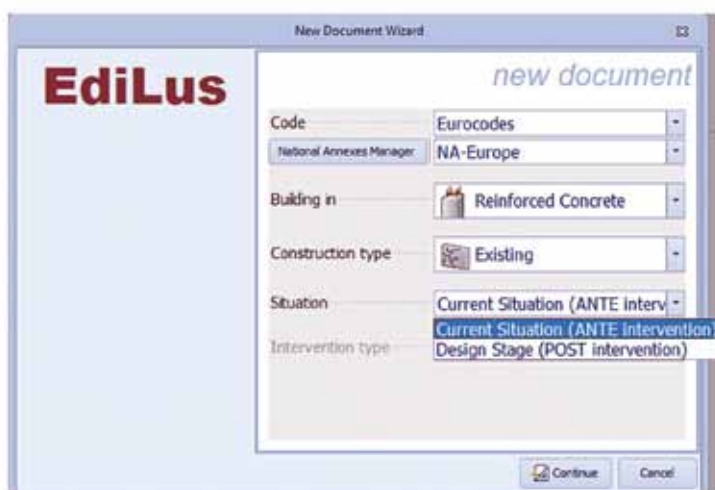 New Document Wizard
EdiLus
new document
Code Eurocodes
National Annexes Manager NA-Europe
Building in Reinforced Concrete
Construction type Existing
Situation Current Situation (ANTE interv
Current Situation (ANTE intervention)
Design Stage (POST intervention)
Intervention type
Continue Cancel